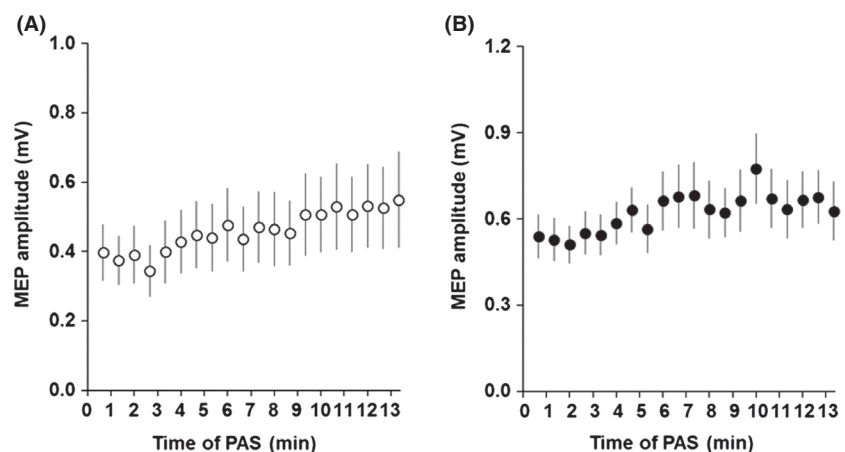 (A)
MEP amplitude (mV)
1.0
0.8
0.6
0.4
0.2
0.0
0 1 2 3 4 5 6 7 8 9 10 11 12 13
Time of PAS (min)
(B)
MEP amplitude (mV)
1.2
0.9
0.6
0.3
0.0
0 1 2 3 4 5 6 7 8 9 10 11 12 13
Time of PAS (min)